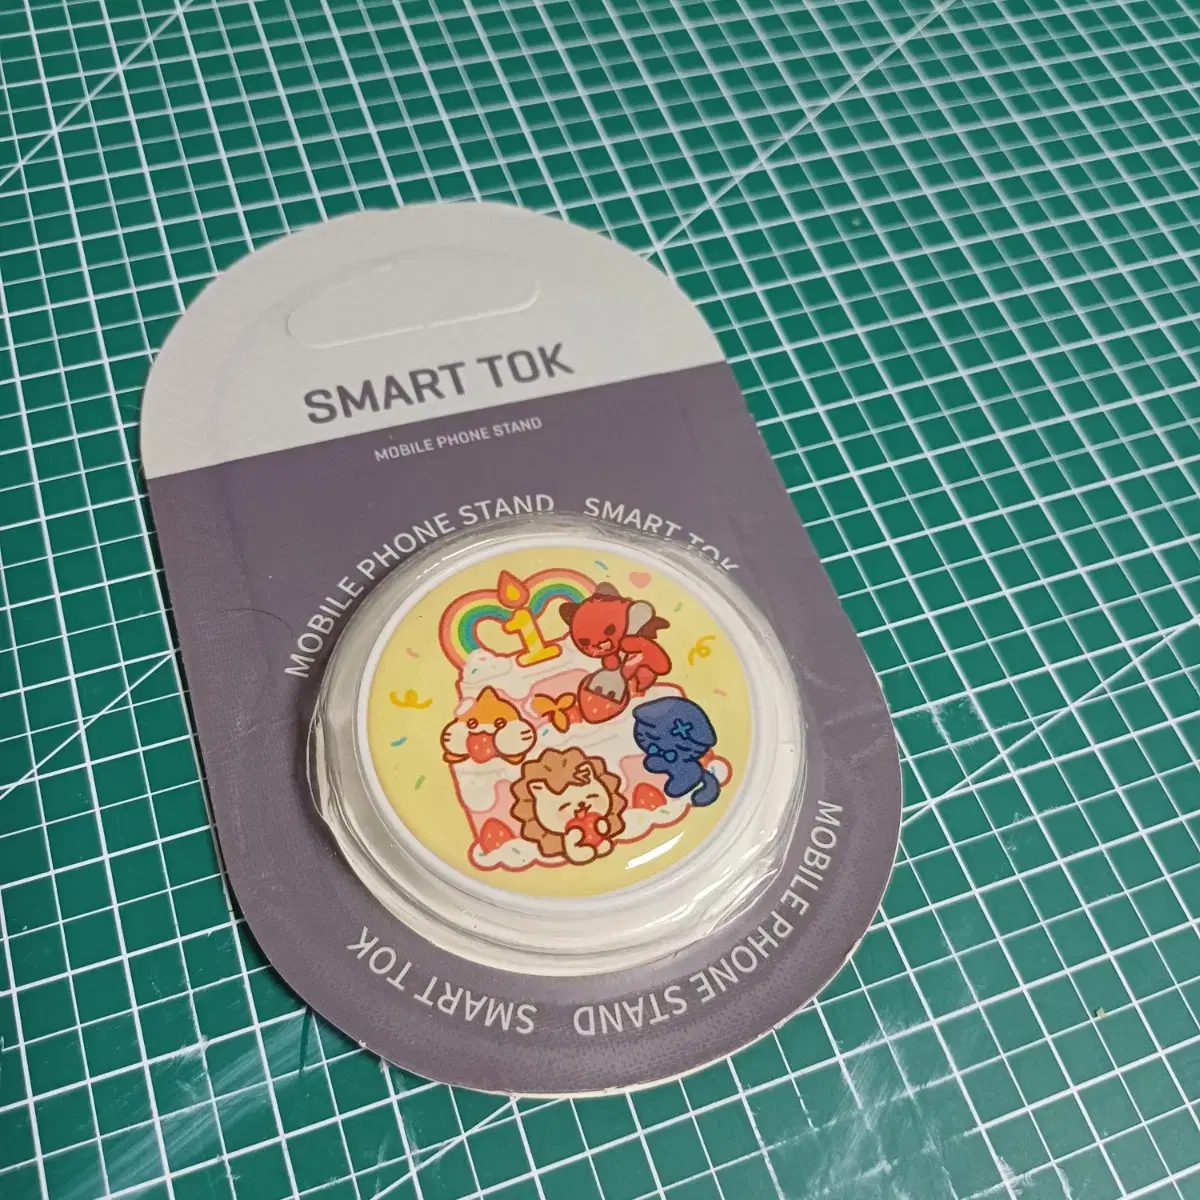 SMART TOK
MOBILE PHONE STAND
MOBILE PHONE STAND SMART TOK
1
MOBILE PHONE STAND SMART TOK